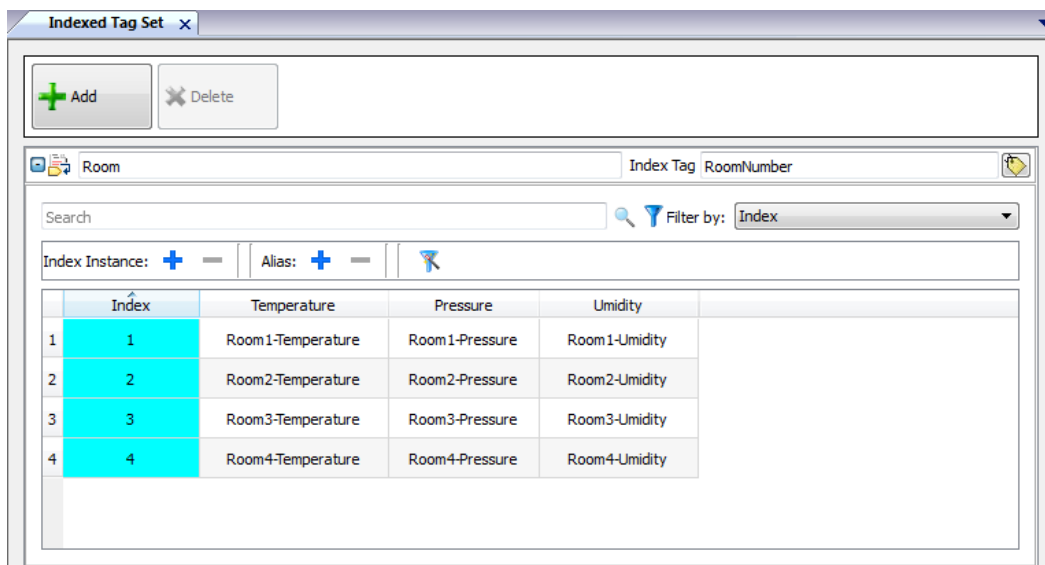 Indexed Tag Set x
Add Delete
Room Index Tag RoomNumber
Search Filter by: Index
Index Instance: Alias:
Index Temperature Pressure Umidity
1 1 Room1-Temperature Room1-Pressure Room1-Umidity
2 2 Room2-Temperature Room2-Pressure Room2-Umidity
3 3 Room3-Temperature Room3-Pressure Room3-Umidity
4 4 Room4-Temperature Room4-Pressure Room4-Umidity